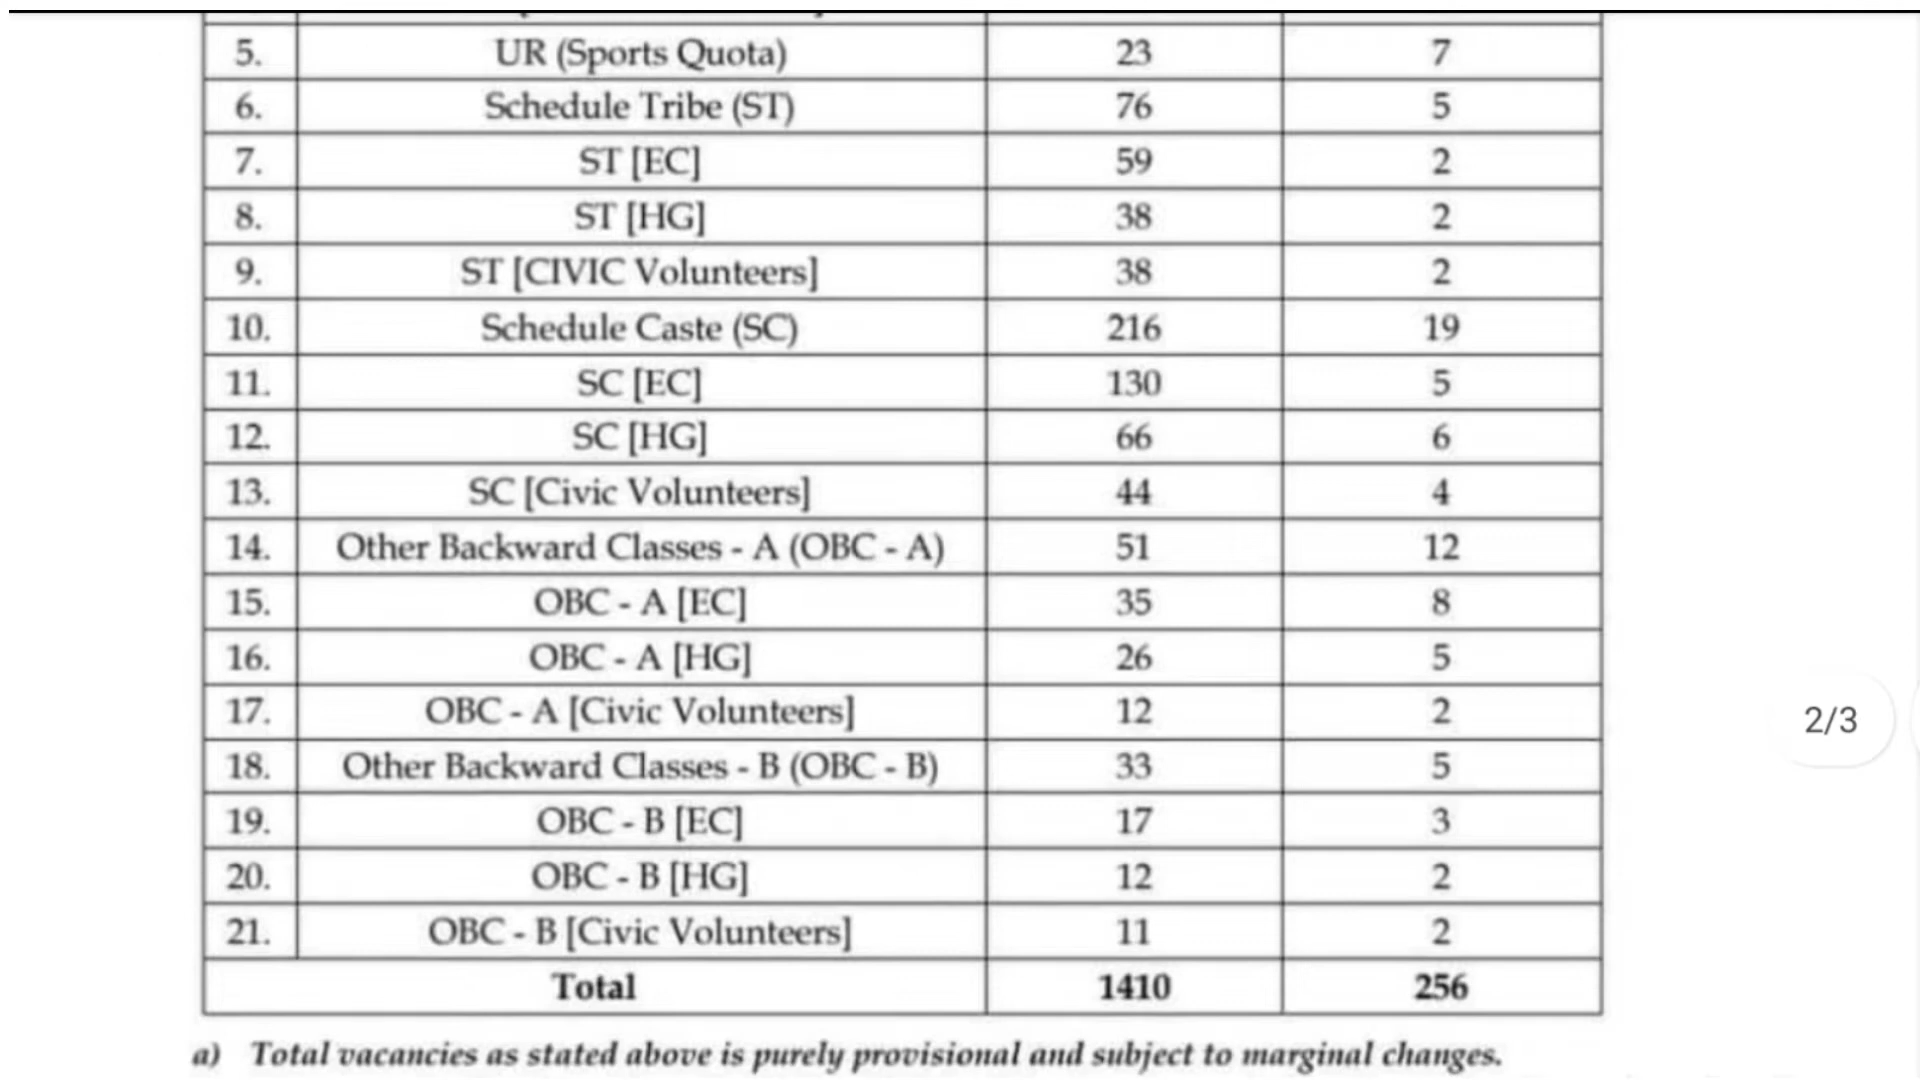 5. UR (Sports Quota) 23 7
6. Schedule Tribe (ST) 76 5
7. ST [EC] 59 2
8. ST [HG] 38 2
9. ST [CIVIC Volunteers] 38 2
10. Schedule Caste (SC) 216 19
11. SC [EC] 130 5
12. SC [HG] 66 6
13. SC [Civic Volunteers] 44 4
14. Other Backward Classes - A (OBC - A) 51 12
15. OBC - A [EC] 35 8
16. OBC - A [HG] 26 5
17. OBC - A [Civic Volunteers] 12 2
18. Other Backward Classes - B (OBC - B) 33 5
19. OBC - B [EC] 17 3
20. OBC - B [HG] 12 2
21. OBC - B [Civic Volunteers] 11 2
Total 1410 256
a) Total vacancies as stated above is purely provisional and subject to marginal changes.
2/3